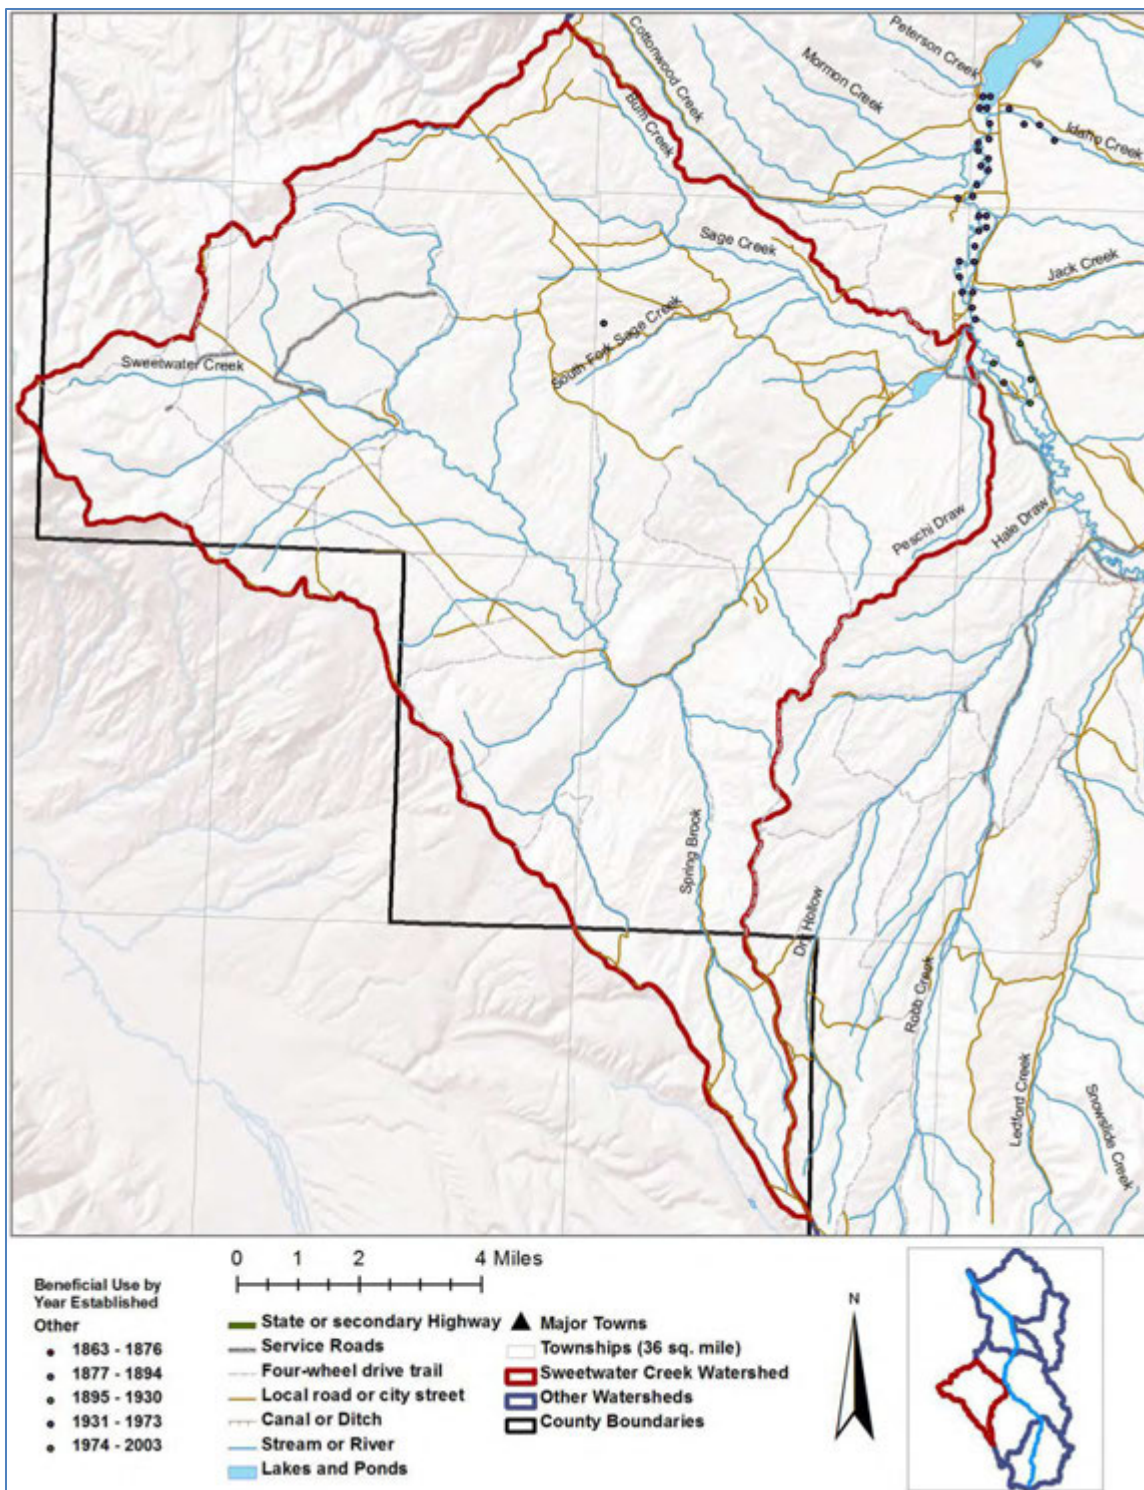 Peterson Creek
Cottonwood Creek
Mormon Creek
Burn Creek
Idaho Creek
Sage Creek
Jack Creek
South Fork Sage Creek
Sweetwater Creek
Peschi Draw
Hale Draw
Spring Brook
Dry Hollow
Robb Creek
Ledford Creek
Snowslide Creek
0 1 2 4 Miles
Beneficial Use by
Year Established
Other
1863 - 1876
1877 - 1894
1895 - 1930
1931 - 1973
1974 - 2003
State or secondary Highway
Service Roads
Four-wheel drive trail
Local road or city street
Canal or Ditch
Stream or River
Lakes and Ponds
Major Towns
Townships (36 sq. mile)
Sweetwater Creek Watershed
Other Watersheds
County Boundaries
N